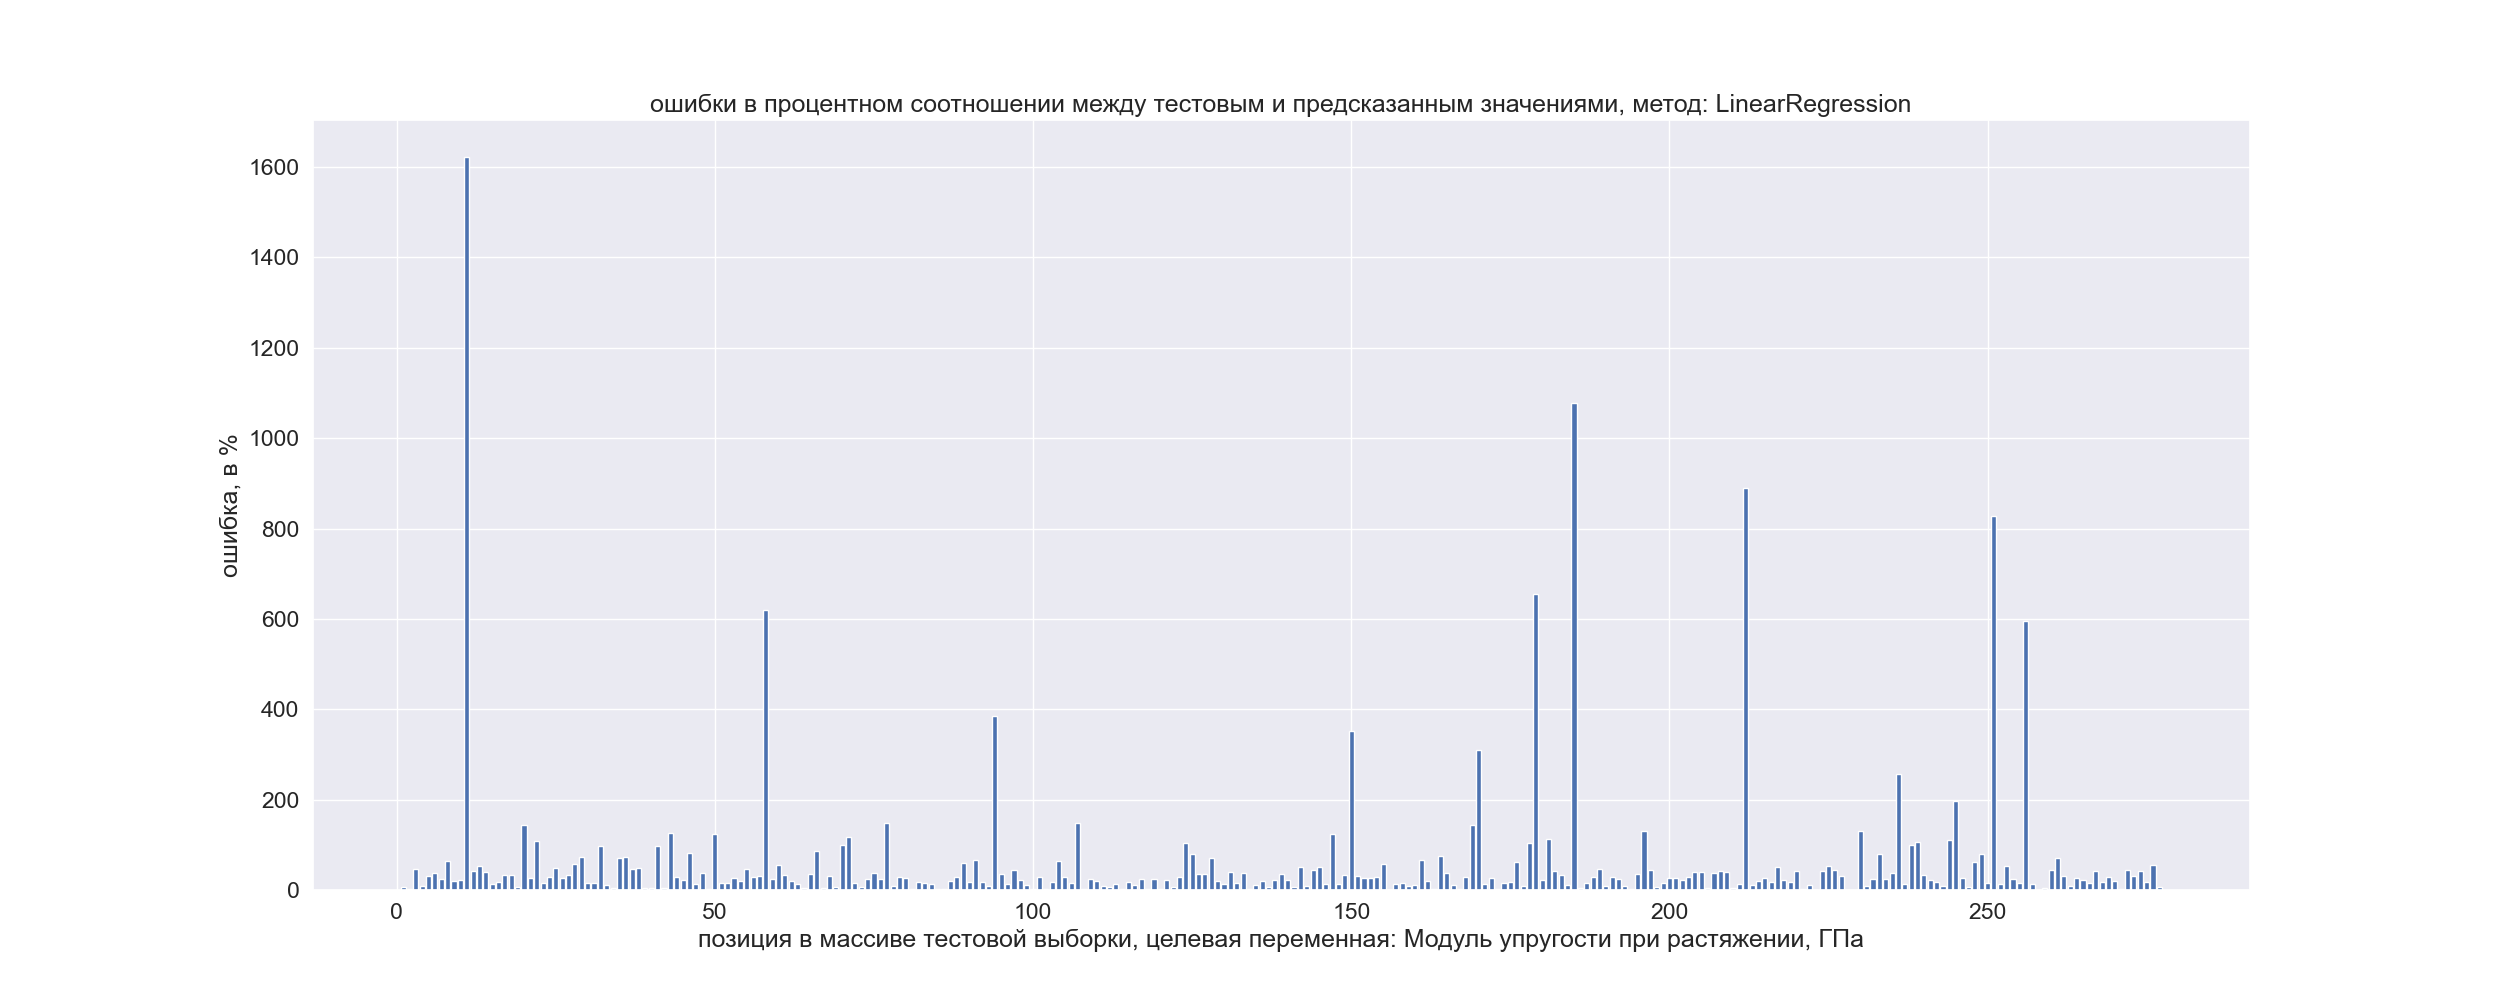 ошибки в процентном соотношении между тестовым и предсказанным значениями, метод: LinearRegression
1600
1400
1200
1000
800
600
400
200
0
ошибка, в %
0 50 100 150 200 250
позиция в массиве тестовой выборки, целевая переменная: Модуль упругости при растяжении, ГПа